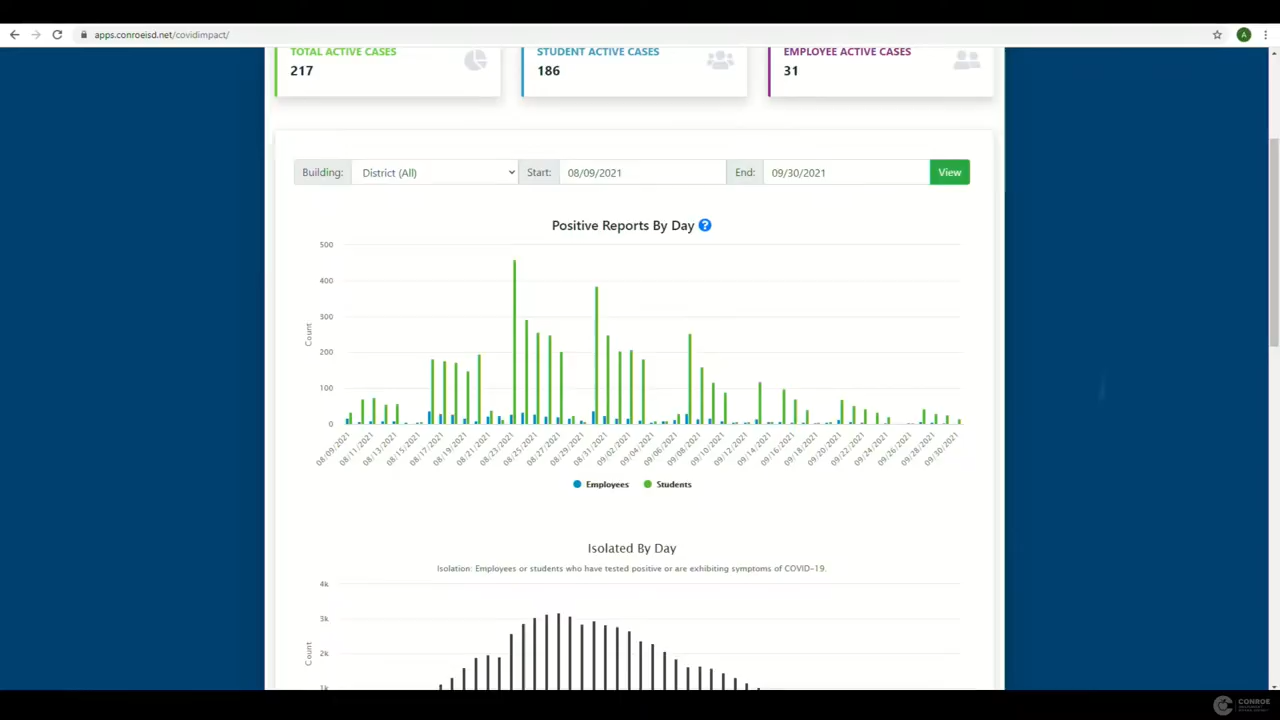 apps.conroeisd.net/covidimpact/
A
TOTAL ACTIVE CASES
217
STUDENT ACTIVE CASES
186
EMPLOYEE ACTIVE CASES
31
Building: District (All) Start: 08/09/2021 End: 09/30/2021 View
Positive Reports By Day ?
500
400
300
200
100
0
Count
08/09/2021 08/11/2021 08/13/2021 08/15/2021 08/17/2021 08/19/2021 08/21/2021 08/23/2021 08/25/2021 08/27/2021 08/29/2021 08/31/2021 09/02/2021 09/04/2021 09/06/2021 09/08/2021 09/10/2021 09/12/2021 09/14/2021 09/16/2021 09/18/2021 09/20/2021 09/22/2021 09/24/2021 09/26/2021 09/28/2021 09/30/2021
Employees Students
Isolated By Day
Isolation: Employees or students who have tested positive or are exhibiting symptoms of COVID-19.
4k
3k
2k
1k
Count
CONROE